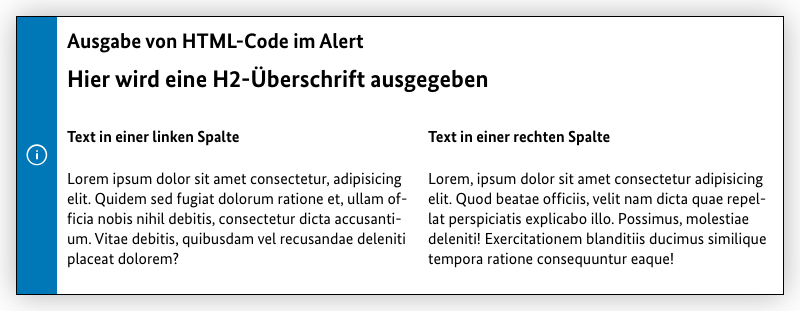 Ausgabe von HTML-Code im Alert
Hier wird eine H2-Überschrift ausgegeben
Text in einer linken Spalte
Lorem ipsum dolor sit amet consectetur, adipisicing
elit. Quidem sed fugiat dolorum ratione et, ullam of-
ficia nobis nihil debitis, consectetur dicta accusanti-
um. Vitae debitis, quibusdam vel recusandae deleniti
placeat dolorem?
Text in einer rechten Spalte
Lorem, ipsum dolor sit amet consectetur adipisicing
elit. Quod beatae officiis, velit nam dicta quae repel-
lat perspiciatis explicabo illo. Possimus, molestiae
deleniti! Exercitationem blanditiis ducimus similique
tempora ratione consequuntur eaque!